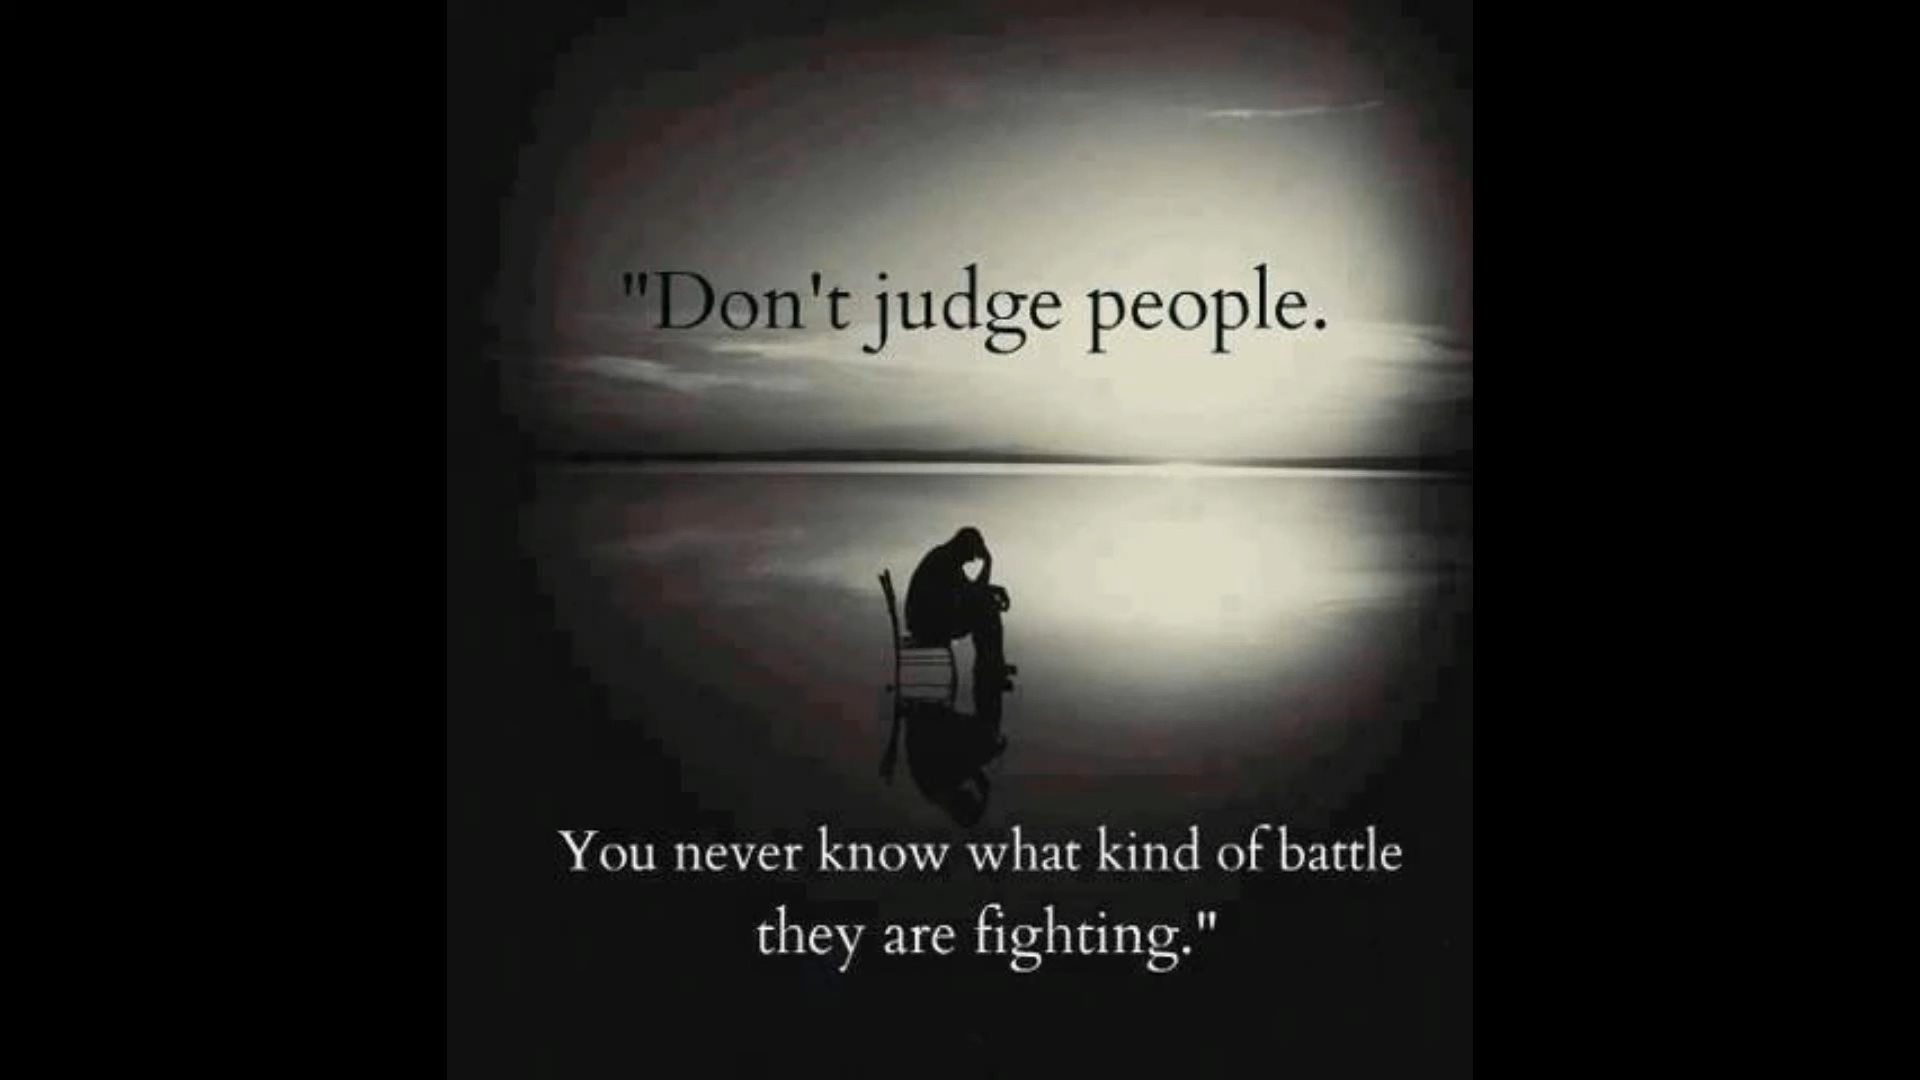 "Don't judge people.
You never know what kind of battle
they are fighting."